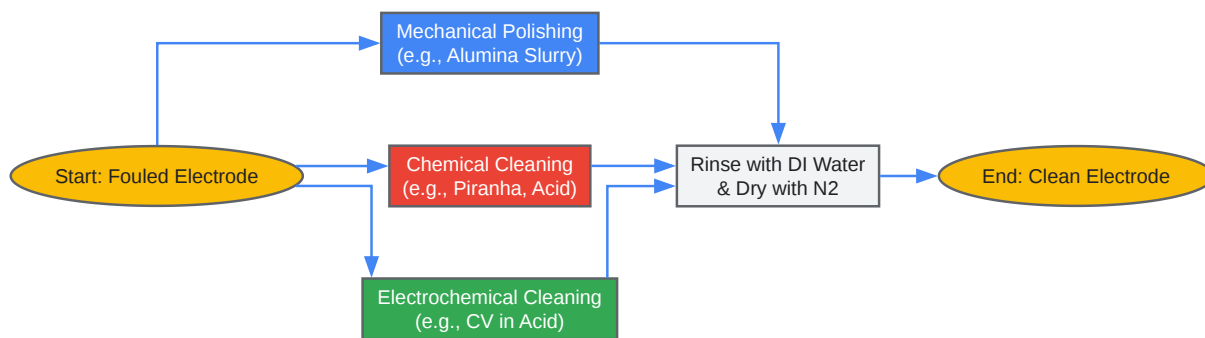 Mechanical Polishing
(e.g., Alumina Slurry)
Start: Fouled Electrode
Chemical Cleaning
(e.g., Piranha, Acid)
Rinse with DI Water
& Dry with N2
End: Clean Electrode
Electrochemical Cleaning
(e.g., CV in Acid)